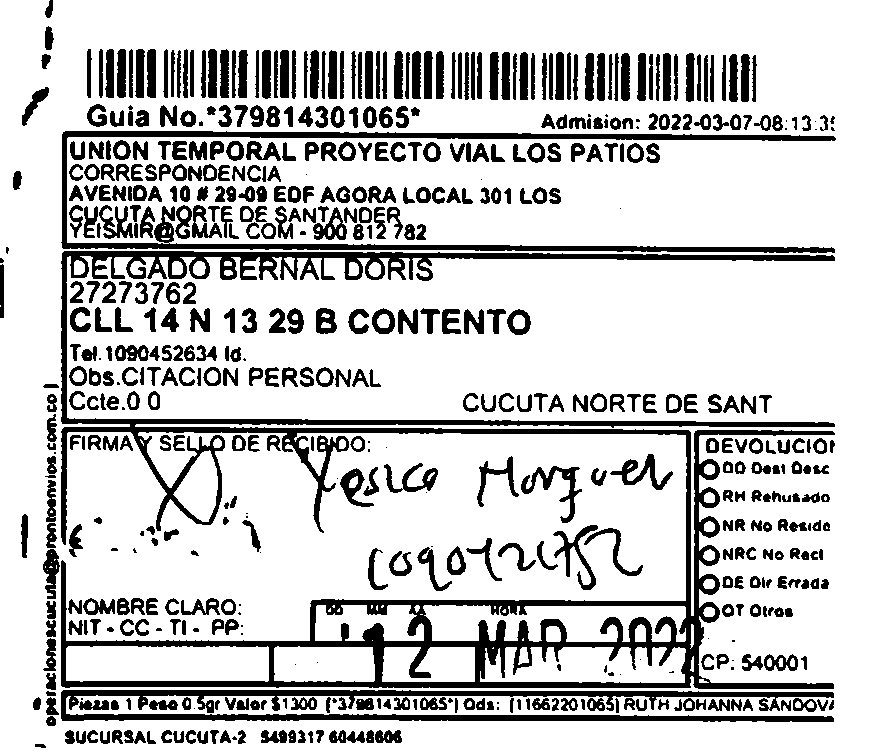 Guia No.*379814301065*
Admision: 2022-03-07-08:13:35
UNION TEMPORAL PROYECTO VIAL LOS PATIOS
CORRESPONDENCIA
AVENIDA 10 # 29-09 EDF AGORA LOCAL 301 LOS
CUCUTA NORTE DE SANTANDER
YEISMIR@GMAIL COM - 900 812 782
DELGADO BERNAL DORIS
27273762
CLL 14 N 13 29 B CONTENTO
Tel.1090452634 Id.
Obs.CITACION PERSONAL
Ccte.0 0
CUCUTA NORTE DE SANT
operacionescucuta@prontoenvios.com.co
FIRMA Y SELLO DE RECIBIDO:
Yesica
NOMBRE CLARO:
NIT - CC - TI - PP:
DD MM AA HORA
12 MAR 2022
DEVOLUCION
DD Dest Desc
RH Rehusado
NR No Reside
NRC No Recl
DE Dir Errada
OT Otros
CP: 540001
Piezas 1 Peso 0.5gr Valor $1300 (*379814301065*) Ods: (11662201065) RUTH JOHANNA SANDOVA
SUCURSAL CUCUTA-2 5499317 60448606